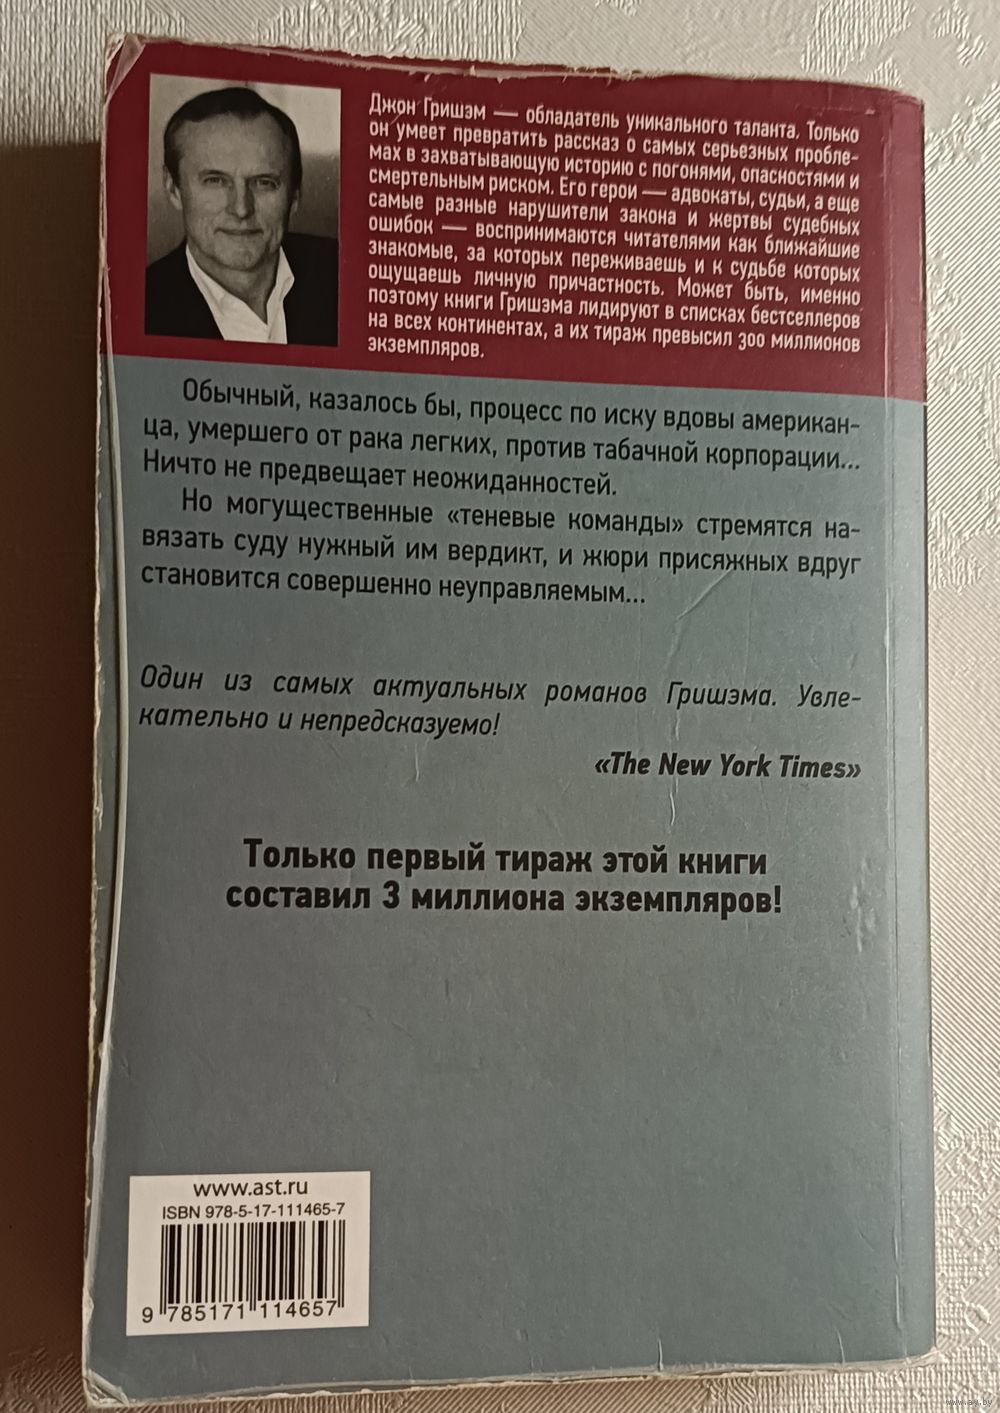 Джон Гришэм — обладатель уникального таланта. Только
он умеет превратить рассказ о самых серьезных пробле-
мах в захватывающую историю с погонями, опасностями и
смертельным риском. Его герои — адвокаты, судьи, а еще
самые разные нарушители закона и жертвы судебных
ошибок — воспринимаются читателями как ближайшие
знакомые, за которых переживаешь и к судьбе которых
ощущаешь личную причастность. Может быть, именно
поэтому книги Гришэма лидируют в списках бестселлеров
на всех континентах, а их тираж превысил 300 миллионов
экземпляров.
Обычный, казалось бы, процесс по иску вдовы американ-
ца, умершего от рака легких, против табачной корпорации...
Ничто не предвещает неожиданностей.
Но могущественные «теневые команды» стремятся на-
вязать суду нужный им вердикт, и жюри присяжных вдруг
становится совершенно неуправляемым...
Один из самых актуальных романов Гришэма. Увле-
кательно и непредсказуемо!
«The New York Times»
Только первый тираж этой книги
составил 3 миллиона экземпляров!
www.ast.ru
ISBN 978-5-17-111465-7
9 785171 114657
www.ay.by